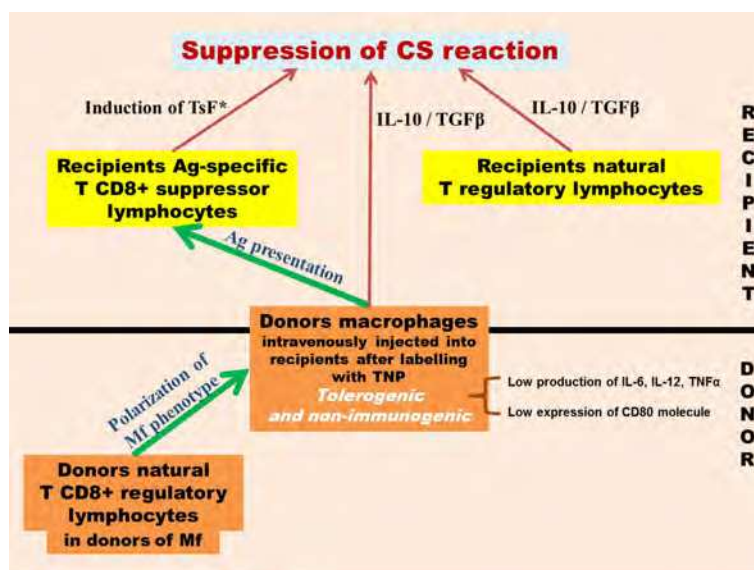 Suppression of CS reaction
Induction of TsF*
IL-10 / TGFβ
IL-10 / TGFβ
Recipients Ag-specific
T CD8+ suppressor
lymphocytes
Recipients natural
T regulatory lymphocytes
RECIPIENT
Ag presentation
Donors macrophages
intravenously injected into
recipients after labelling
with TNP
Tolerogenic
and non-immunogenic
Low production of IL-6, IL-12, TNFα
Low expression of CD80 molecule
DONOR
Polarization of
Mf phenotype
Donors natural
T CD8+ regulatory
lymphocytes
in donors of Mf